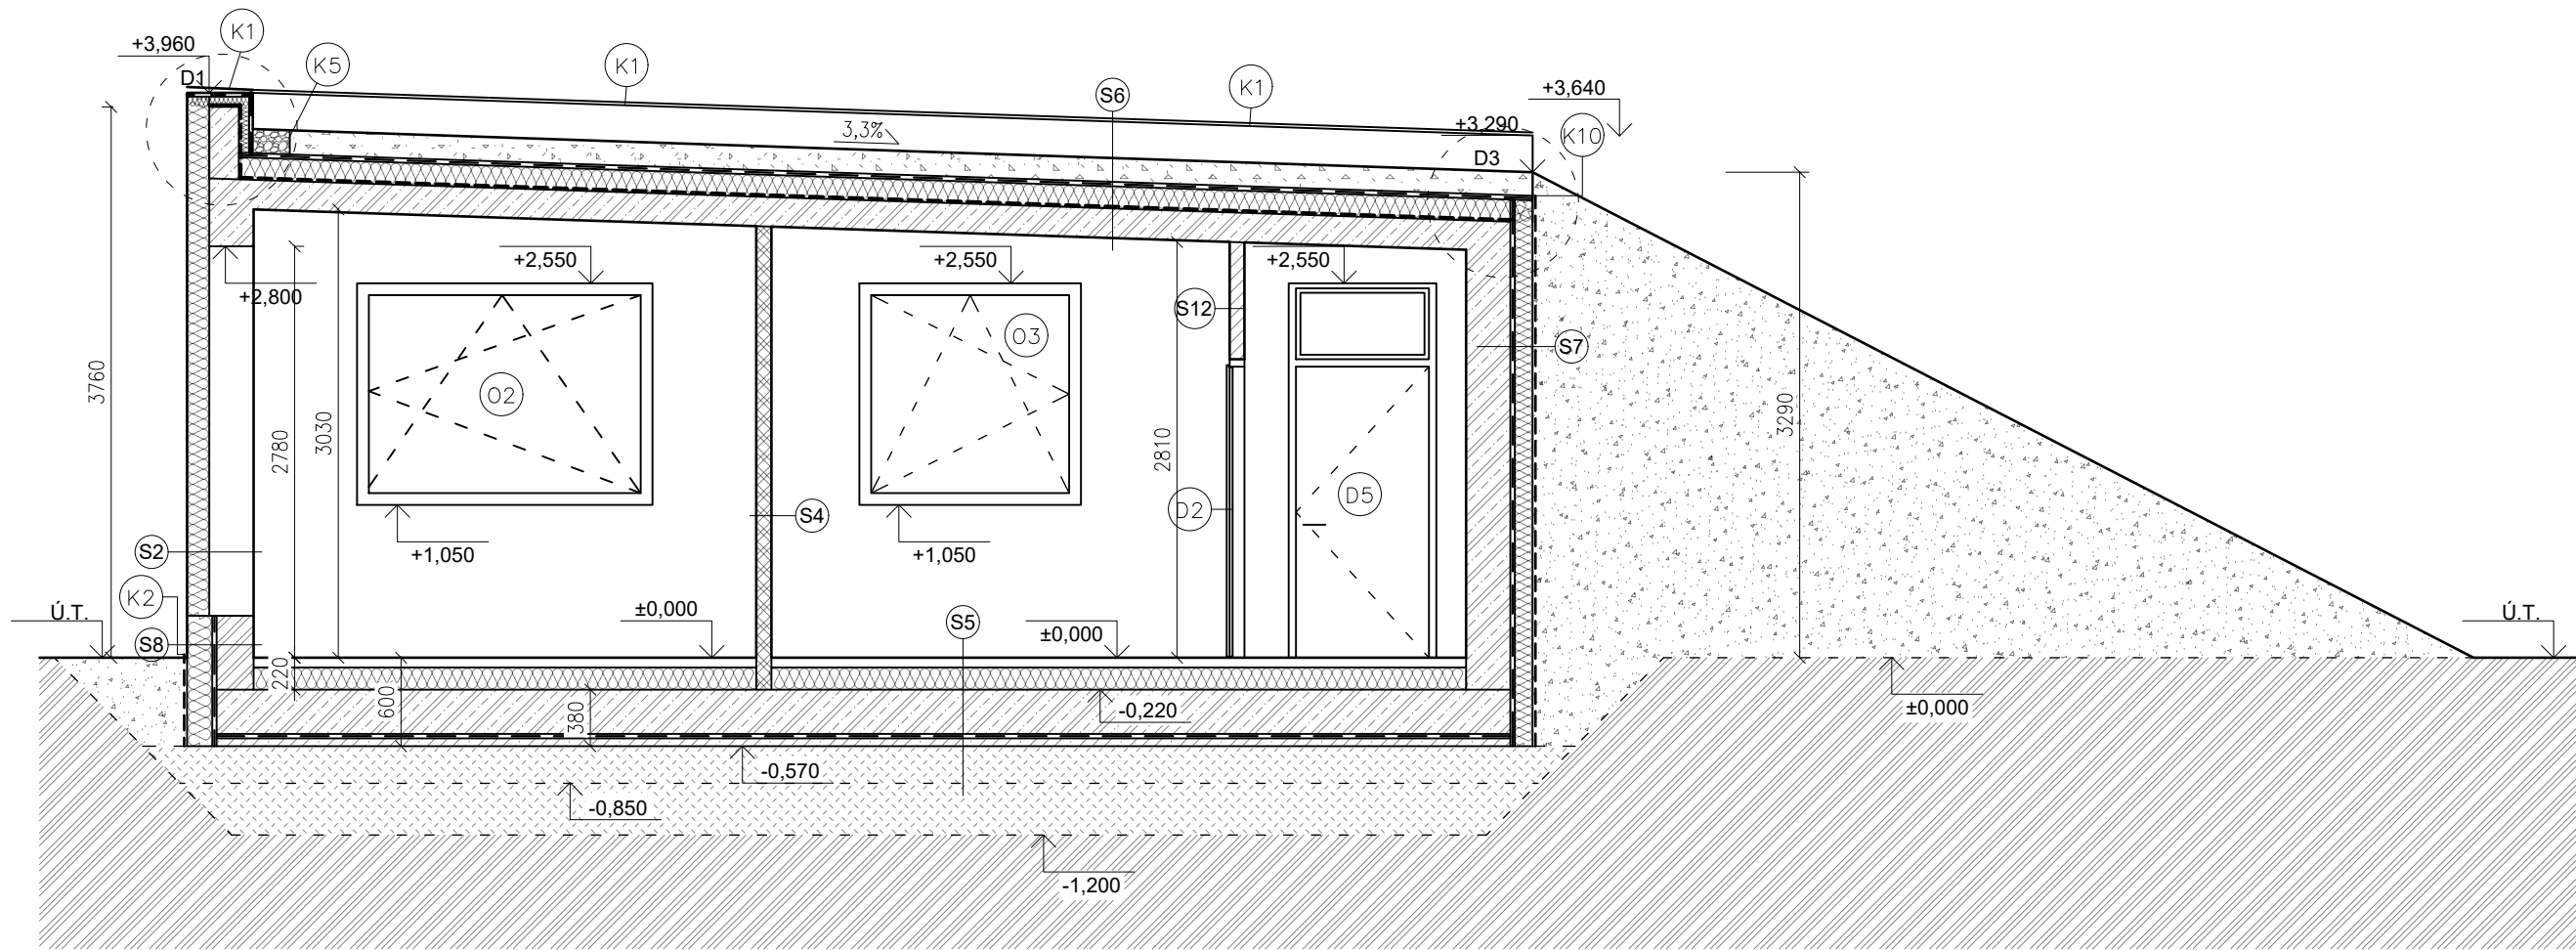 K1
+3,960
K5
K1
K1
D1
S6
+3,640
3,3%
+3,290
K10
D3
+2,550
+2,550
+2,550
+2,800
S12
O3
S7
3760
O2
3030
2780
2810
3290
D5
D2
S4
+1,050
+1,050
S2
K2
Ú.T.
±0,000
S5
±0,000
Ú.T.
S8
220
600
380
-0,220
±0,000
-0,570
-0,850
-1,200